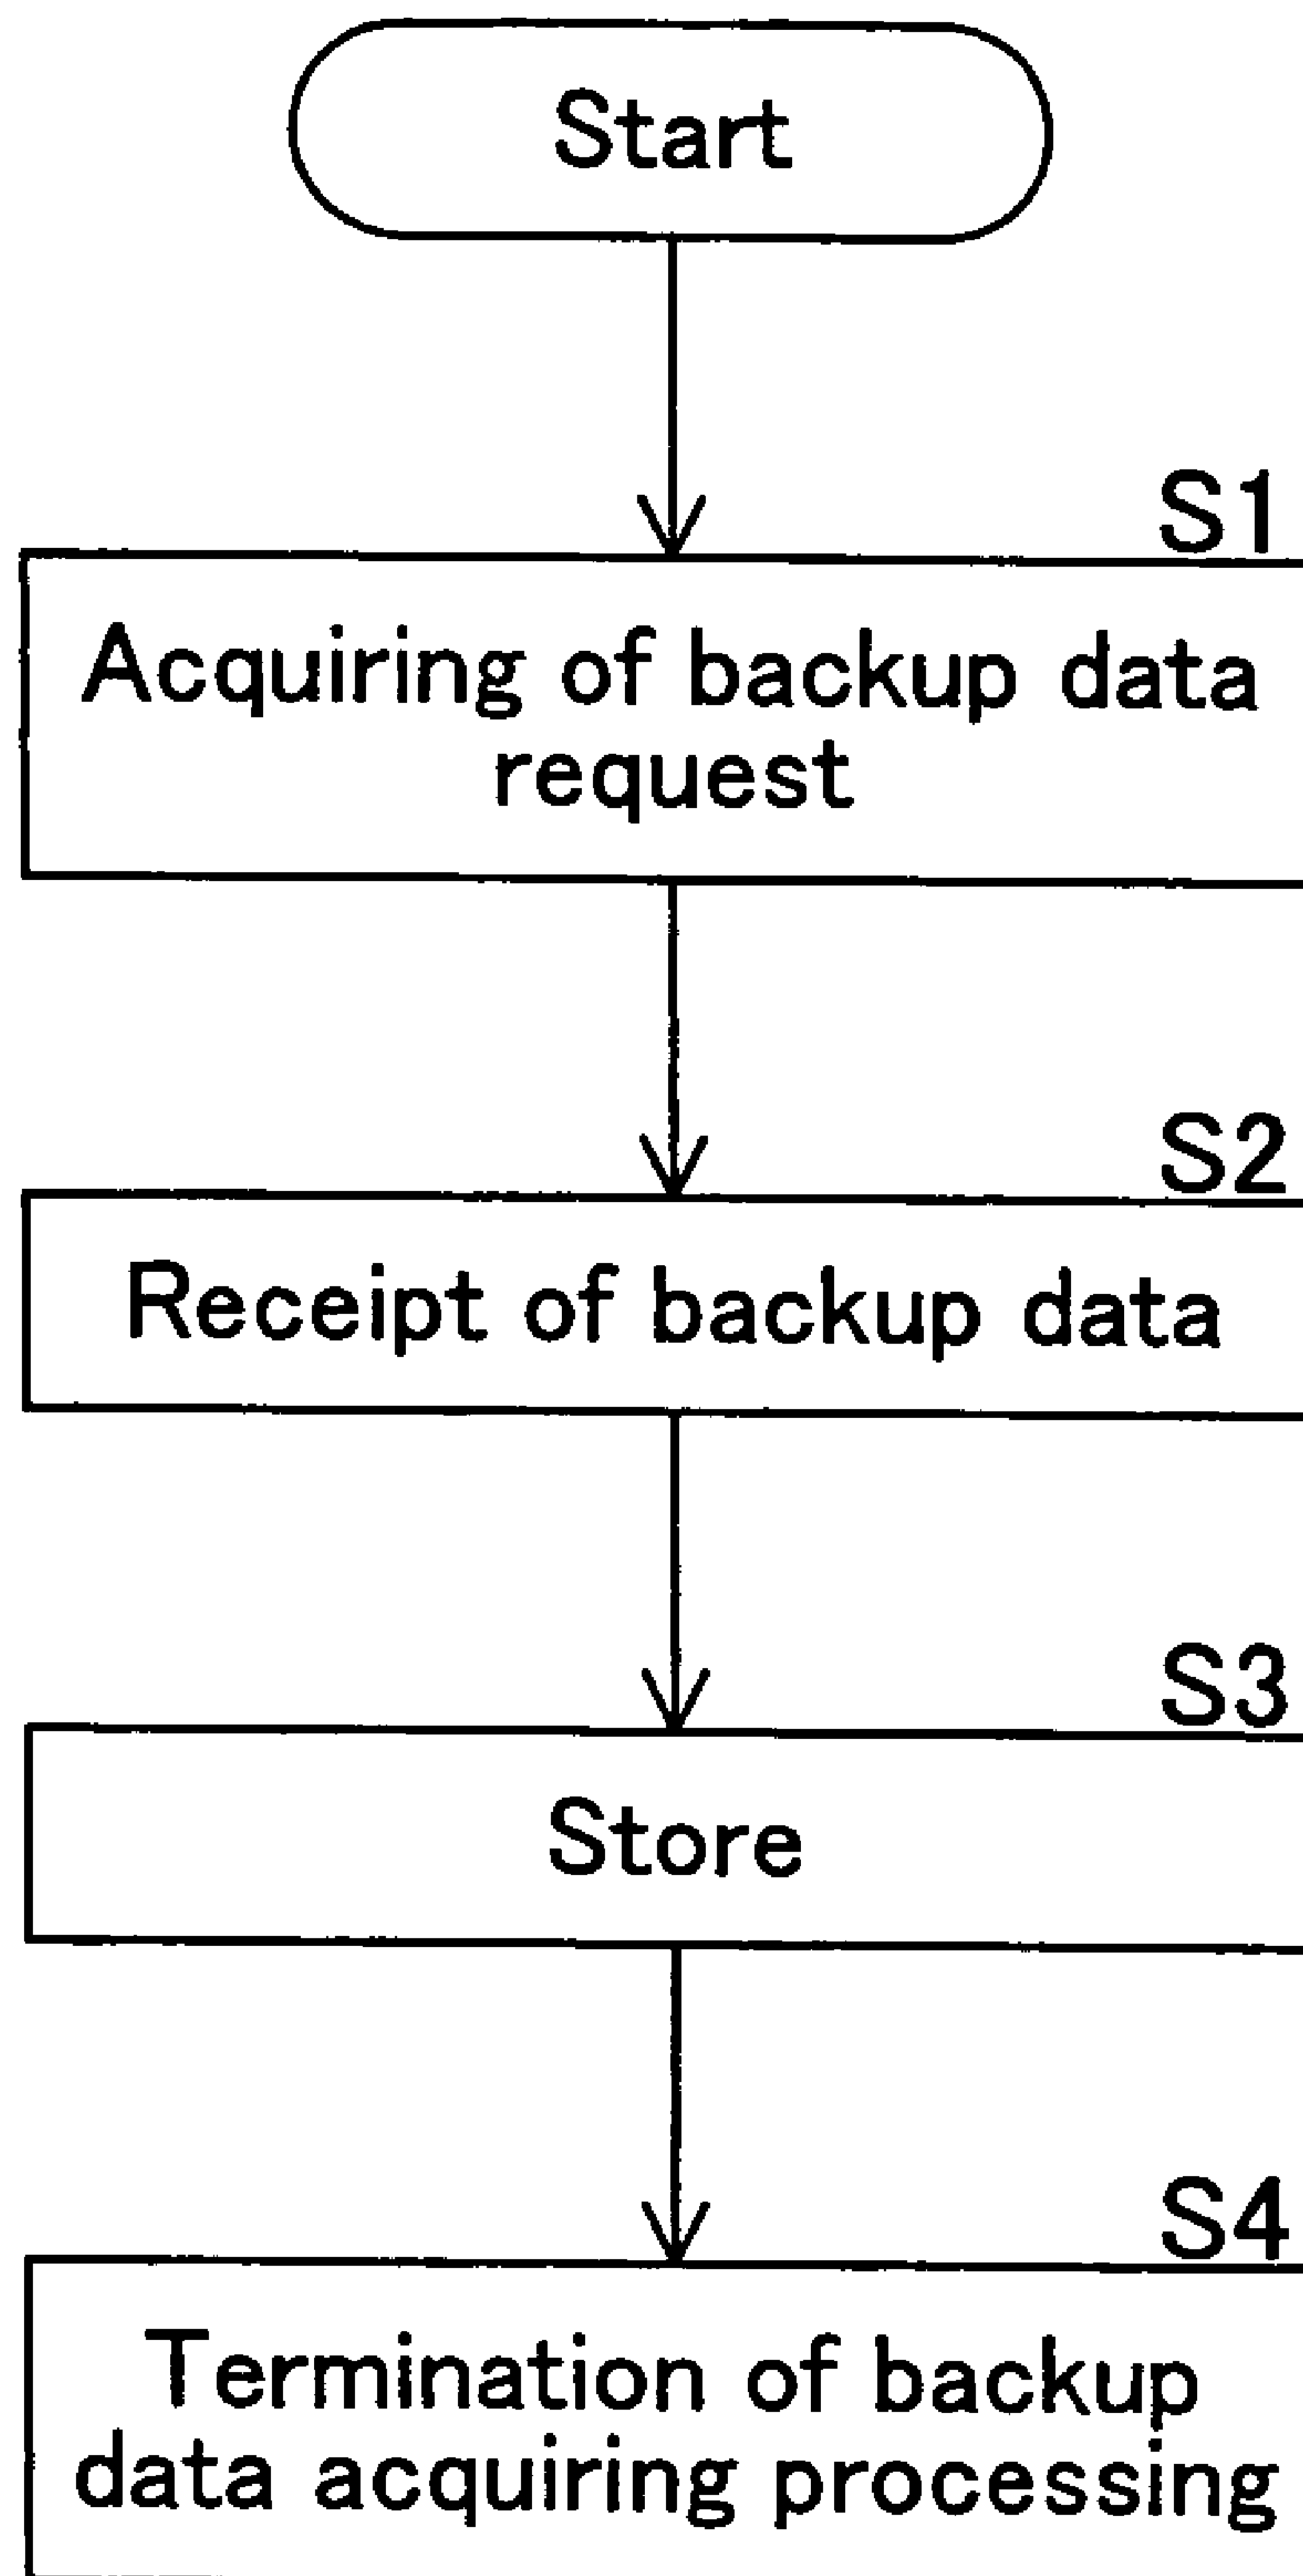 Start
S1
Acquiring of backup data
request
S2
Receipt of backup data
S3
Store
S4
Termination of backup
data acquiring processing